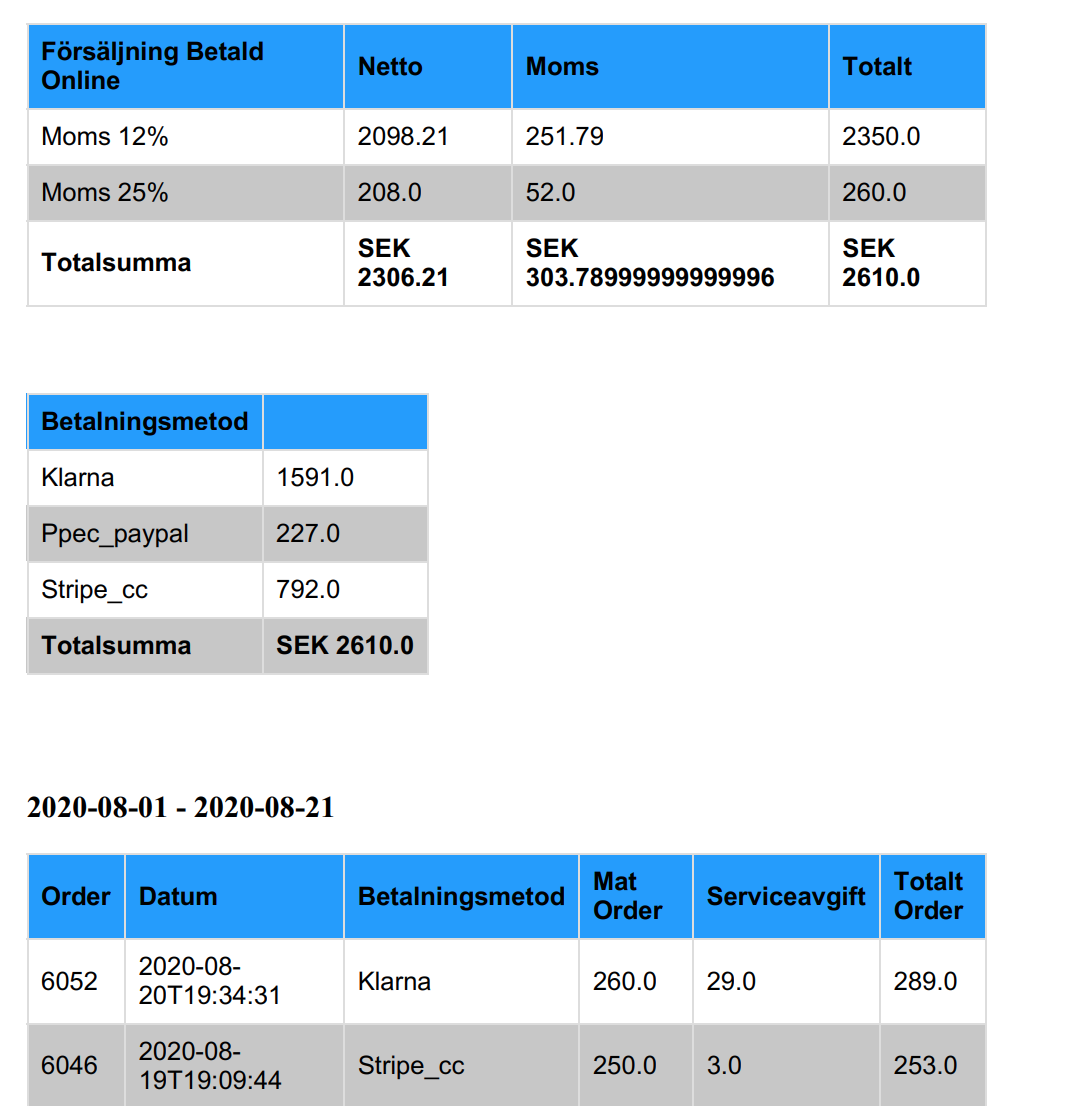 Försäljning Betald Online Netto Moms Totalt
Moms 12% 2098.21 251.79 2350.0
Moms 25% 208.0 52.0 260.0
Totalsumma SEK 2306.21 SEK 303.78999999999996 SEK 2610.0
Betalningsmetod
Klarna 1591.0
Ppec_paypal 227.0
Stripe_cc 792.0
Totalsumma SEK 2610.0
2020-08-01 - 2020-08-21
Order Datum Betalningsmetod Mat Order Serviceavgift Totalt Order
6052 2020-08-20T19:34:31 Klarna 260.0 29.0 289.0
6046 2020-08-19T19:09:44 Stripe_cc 250.0 3.0 253.0